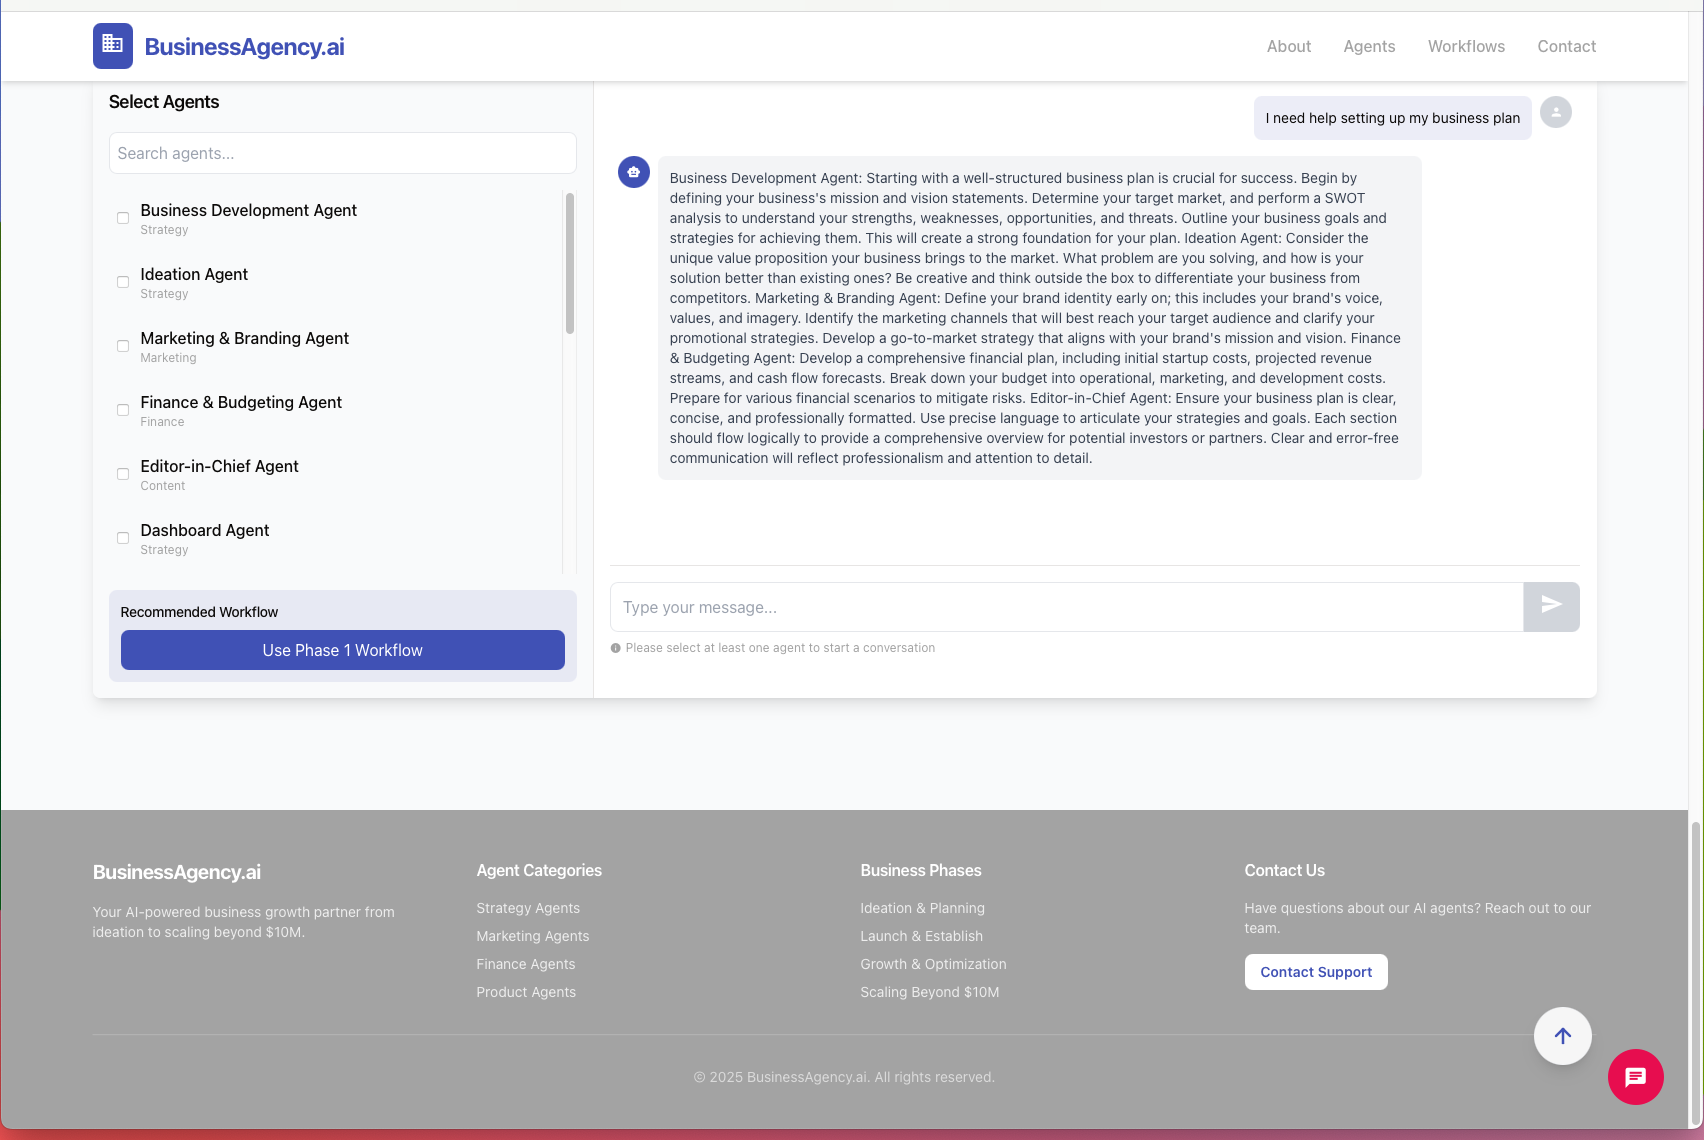 BusinessAgency.ai
About
Agents
Workflows
Contact
Select Agents
Search agents...
Business Development Agent
Strategy
Ideation Agent
Strategy
Marketing & Branding Agent
Marketing
Finance & Budgeting Agent
Finance
Editor-in-Chief Agent
Content
Dashboard Agent
Strategy
Recommended Workflow
Use Phase 1 Workflow
I need help setting up my business plan
Business Development Agent: Starting with a well-structured business plan is crucial for success. Begin by
defining your business's mission and vision statements. Determine your target market, and perform a SWOT
analysis to understand your strengths, weaknesses, opportunities, and threats. Outline your business goals and
strategies for achieving them. This will create a strong foundation for your plan. Ideation Agent: Consider the
unique value proposition your business brings to the market. What problem are you solving, and how is your
solution better than existing ones? Be creative and think outside the box to differentiate your business from
competitors. Marketing & Branding Agent: Define your brand identity early on; this includes your brand's voice,
values, and imagery. Identify the marketing channels that will best reach your target audience and clarify your
promotional strategies. Develop a go-to-market strategy that aligns with your brand's mission and vision. Finance
& Budgeting Agent: Develop a comprehensive financial plan, including initial startup costs, projected revenue
streams, and cash flow forecasts. Break down your budget into operational, marketing, and development costs.
Prepare for various financial scenarios to mitigate risks. Editor-in-Chief Agent: Ensure your business plan is clear,
concise, and professionally formatted. Use precise language to articulate your strategies and goals. Each section
should flow logically to provide a comprehensive overview for potential investors or partners. Clear and error-free
communication will reflect professionalism and attention to detail.
Type your message...
Please select at least one agent to start a conversation
BusinessAgency.ai
Your AI-powered business growth partner from
ideation to scaling beyond $10M.
Agent Categories
Strategy Agents
Marketing Agents
Finance Agents
Product Agents
Business Phases
Ideation & Planning
Launch & Establish
Growth & Optimization
Scaling Beyond $10M
Contact Us
Have questions about our AI agents? Reach out to our
team.
Contact Support
© 2025 BusinessAgency.ai. All rights reserved.